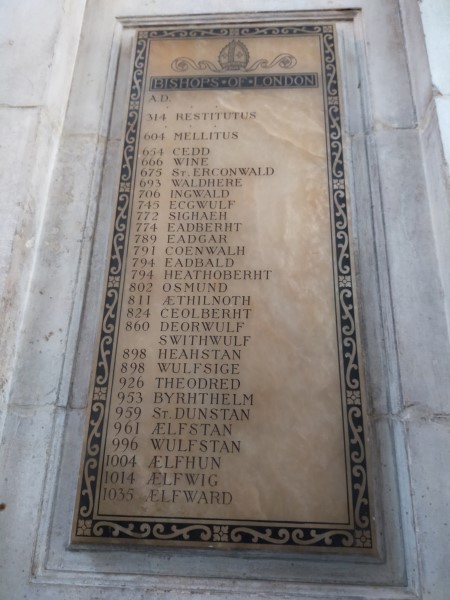 BISHOPS OF LONDON
A.D.
314 RESTITUTUS
604 MELLITUS
654 CEDD
666 WINE
675 ST. ERCONWALD
693 WALDHERE
706 INGWALD
745 ECGWULF
772 SIGHAEH
774 EADBERHT
789 EADGAR
791 COENWALH
794 EADBALD
794 HEATHOBERHT
802 OSMUND
811 ÆTHILNOTH
824 CEOLBERHT
860 DEORWULF
SWITHWULF
898 HEAHSTAN
898 WULFSIGE
926 THEODRED
953 BYRHTHELM
959 ST. DUNSTAN
961 ÆLFSTAN
996 WULFSTAN
1004 ÆLFHUN
1014 ÆLFWIG
1035 ÆLFWARD